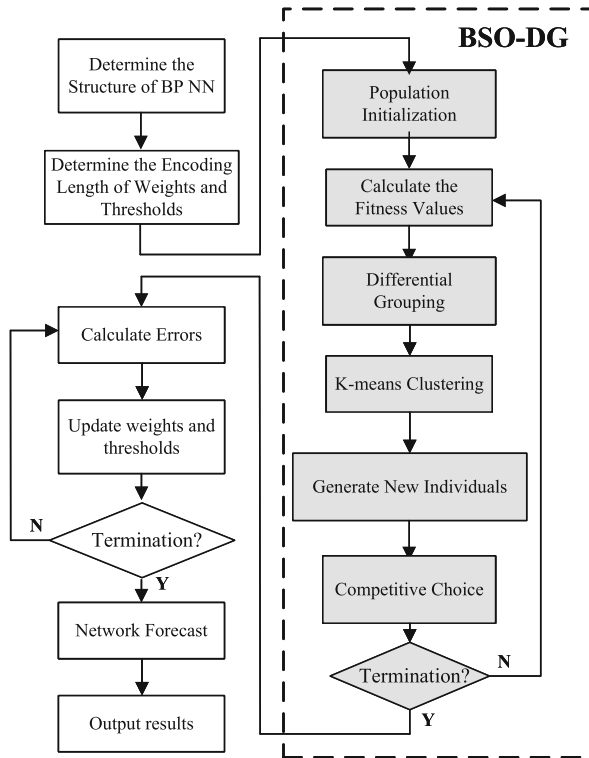 BSO-DG
Determine the
Structure of BP NN
Determine the Encoding
Length of Weights and
Thresholds
Population
Initialization
Calculate the
Fitness Values
Differential
Grouping
K-means Clustering
Generate New Individuals
Competitive Choice
Termination?
N
Y
Calculate Errors
Update weights and
thresholds
Termination?
N
Y
Network Forecast
Output results